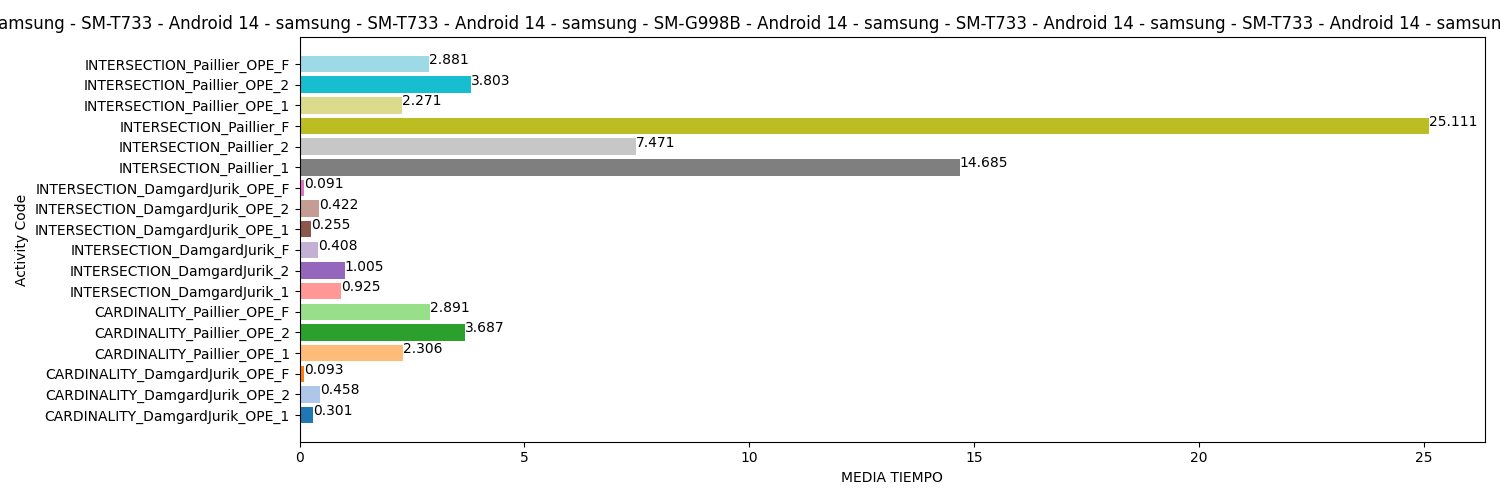 amsung - SM-T733 - Android 14 - samsung - SM-T733 - Android 14 - samsung - SM-G998B - Android 14 - samsung - SM-T733 - Android 14 - samsung - SM-T733 - Android 14 - samsun
INTERSECTION_Paillier_OPE_F 2.881
INTERSECTION_Paillier_OPE_2 3.803
INTERSECTION_Paillier_OPE_1 2.271
INTERSECTION_Paillier_F 25.111
INTERSECTION_Paillier_2 7.471
INTERSECTION_Paillier_1 14.685
INTERSECTION_DamgardJurik_OPE_F 0.091
INTERSECTION_DamgardJurik_OPE_2 0.422
INTERSECTION_DamgardJurik_OPE_1 0.255
INTERSECTION_DamgardJurik_F 0.408
INTERSECTION_DamgardJurik_2 1.005
INTERSECTION_DamgardJurik_1 0.925
CARDINALITY_Paillier_OPE_F 2.891
CARDINALITY_Paillier_OPE_2 3.687
CARDINALITY_Paillier_OPE_1 2.306
CARDINALITY_DamgardJurik_OPE_F 0.093
CARDINALITY_DamgardJurik_OPE_2 0.458
CARDINALITY_DamgardJurik_OPE_1 0.301
Activity Code
0 5 10 15 20 25
MEDIA TIEMPO